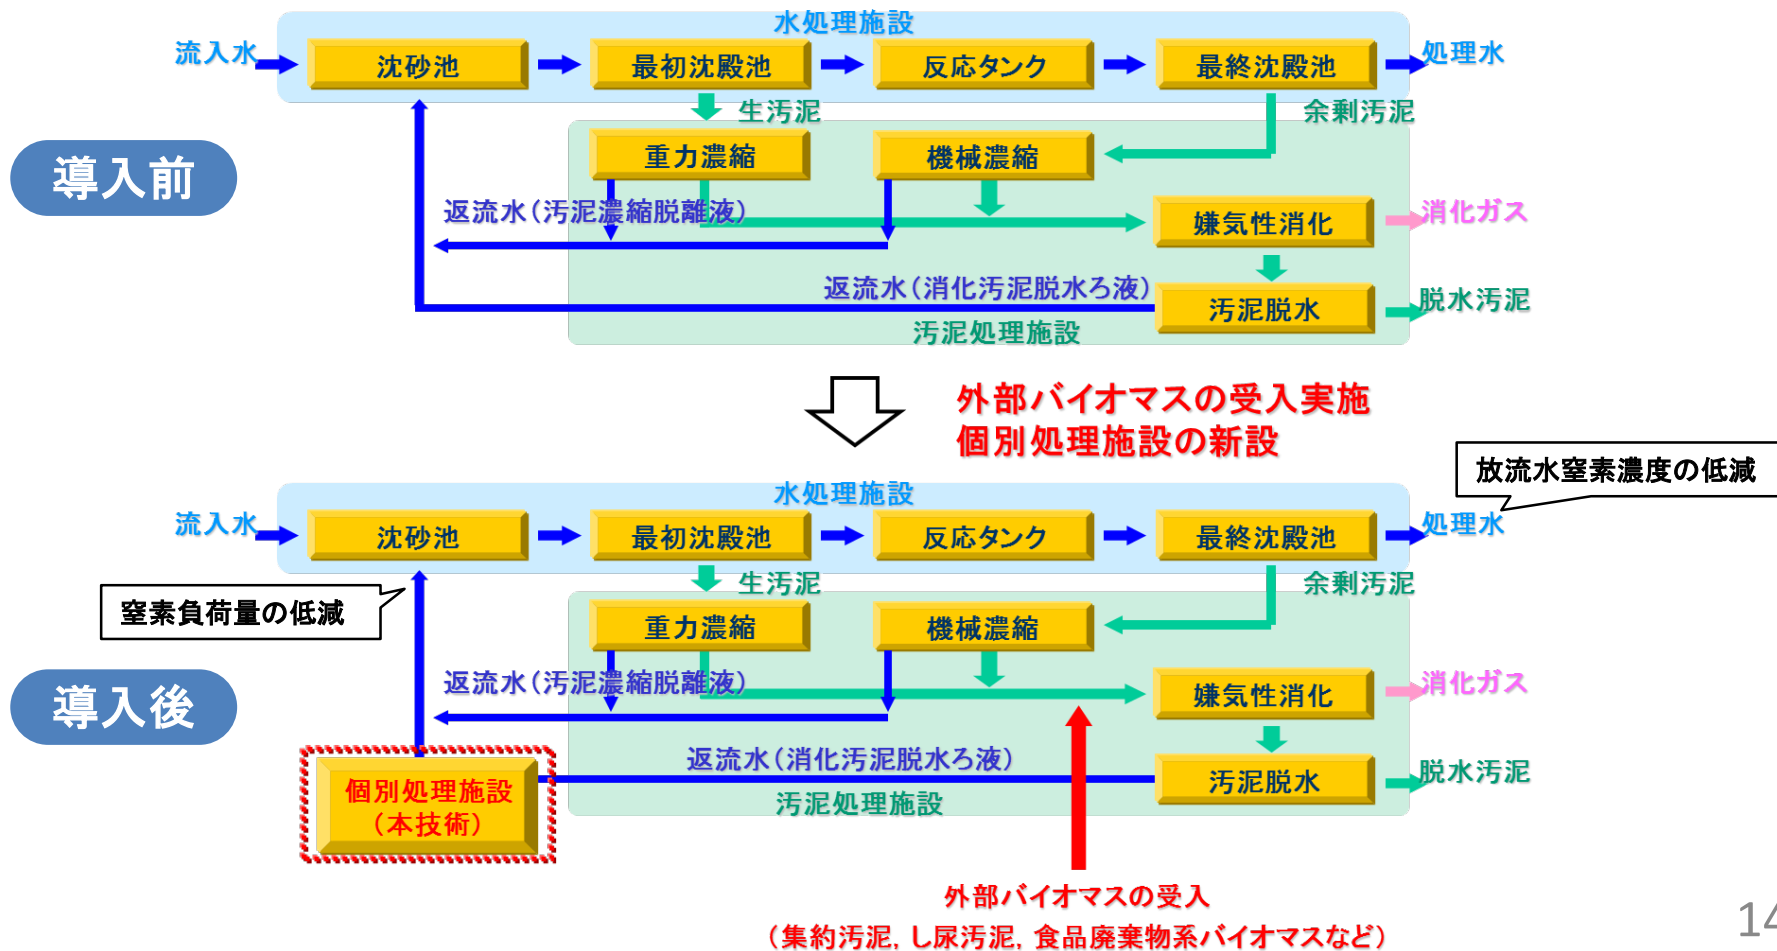 水処理施設
流入水
沈砂池
最初沈殿池
反応タンク
最終沈殿池
処理水
生汚泥
余剰汚泥
導入前
重力濃縮
機械濃縮
返流水(汚泥濃縮脱離液)
嫌気性消化
消化ガス
返流水(消化汚泥脱水ろ液)
汚泥脱水
脱水汚泥
汚泥処理施設
外部バイオマスの受入実施
個別処理施設の新設
放流水窒素濃度の低減
水処理施設
流入水
沈砂池
最初沈殿池
反応タンク
最終沈殿池
処理水
生汚泥
余剰汚泥
窒素負荷量の低減
重力濃縮
機械濃縮
導入後
返流水(汚泥濃縮脱離液)
嫌気性消化
消化ガス
返流水(消化汚泥脱水ろ液)
汚泥脱水
脱水汚泥
個別処理施設
(本技術)
汚泥処理施設
外部バイオマスの受入
(集約汚泥, し尿汚泥, 食品廃棄物系バイオマスなど)
14